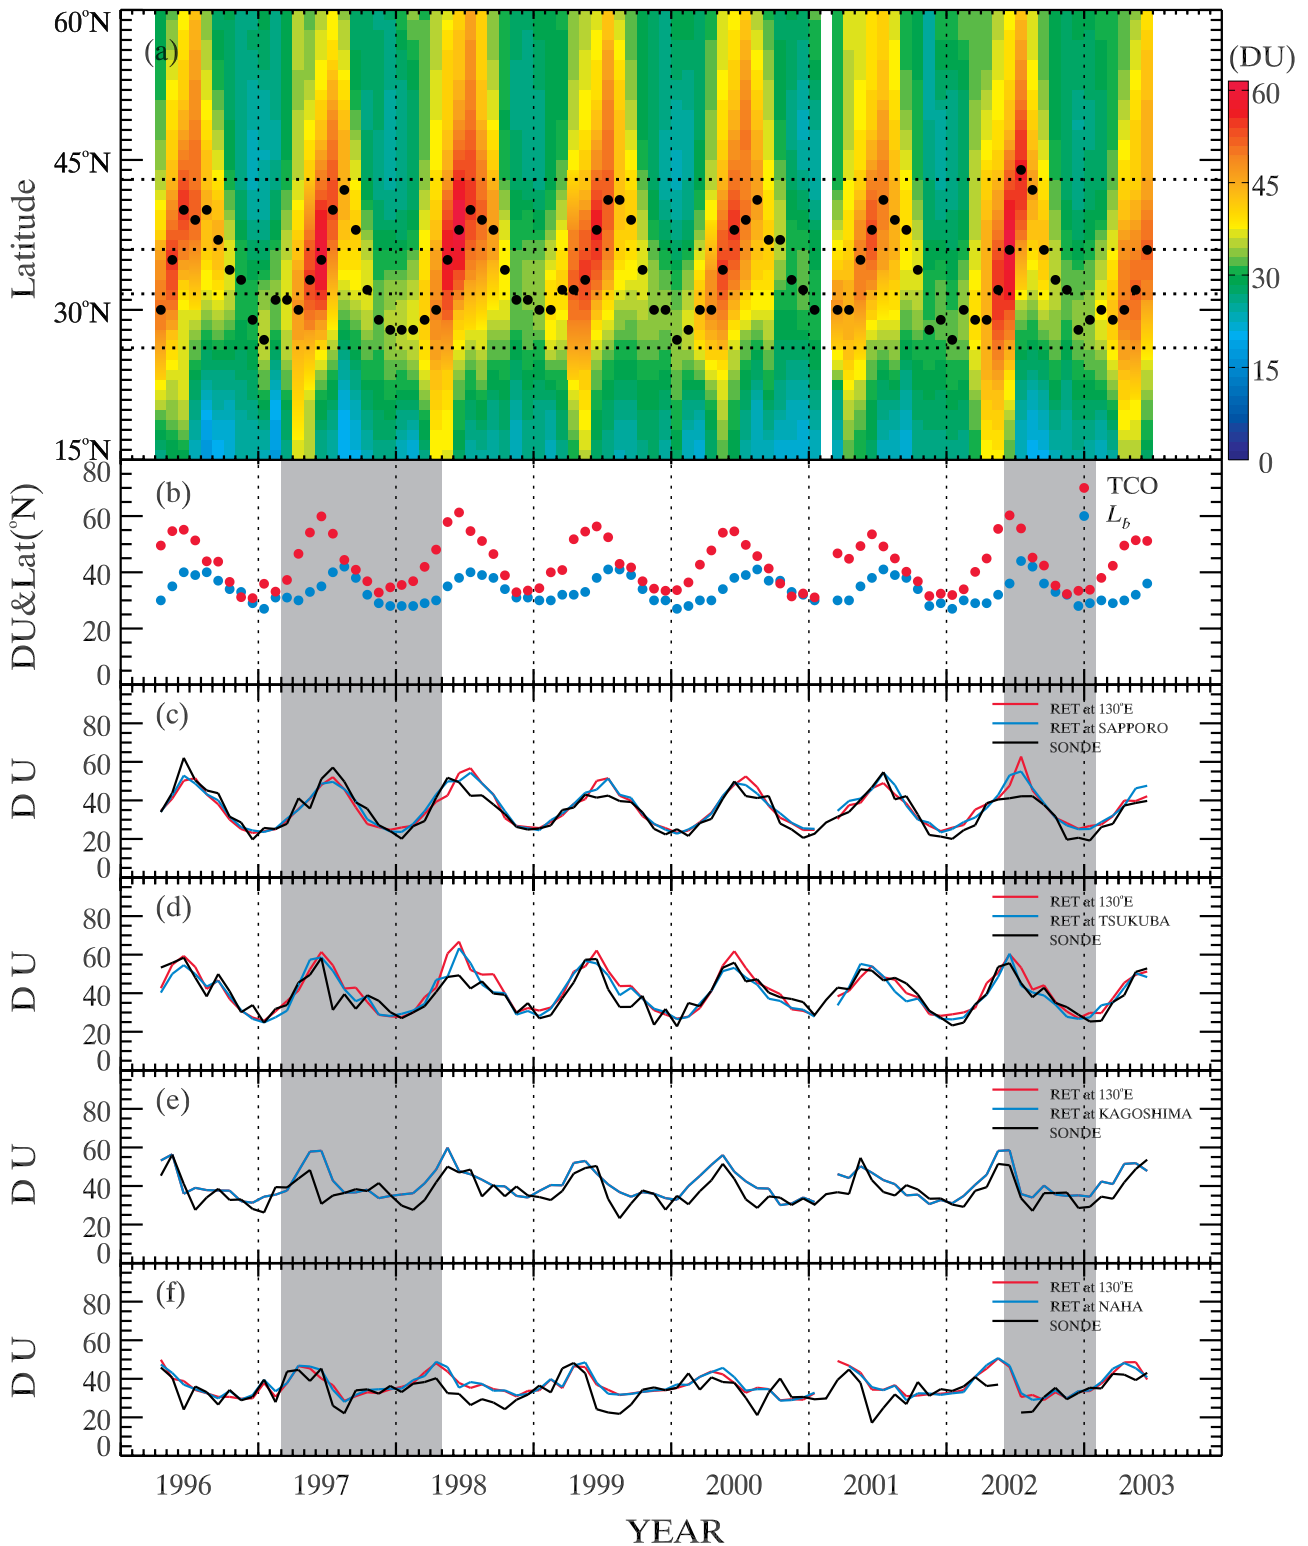 60°N
(a)
(DU)
60
45°N
45
Latitude
30
30°N
15
15°N
0
80
(b)
TCO
60
L_b
40
20
0
DU&Lat(°N)
(c)
RET at 130°E
80
RET at SAPPORO
SONDE
60
40
20
0
D U
(d)
RET at 130°E
80
RET at TSUKUBA
SONDE
60
40
20
0
D U
(e)
RET at 130°E
80
RET at KAGOSHIMA
SONDE
60
40
20
0
D U
(f)
RET at 130°E
80
RET at NAHA
SONDE
60
40
20
0
D U
1996 1997 1998 1999 2000 2001 2002 2003
YEAR